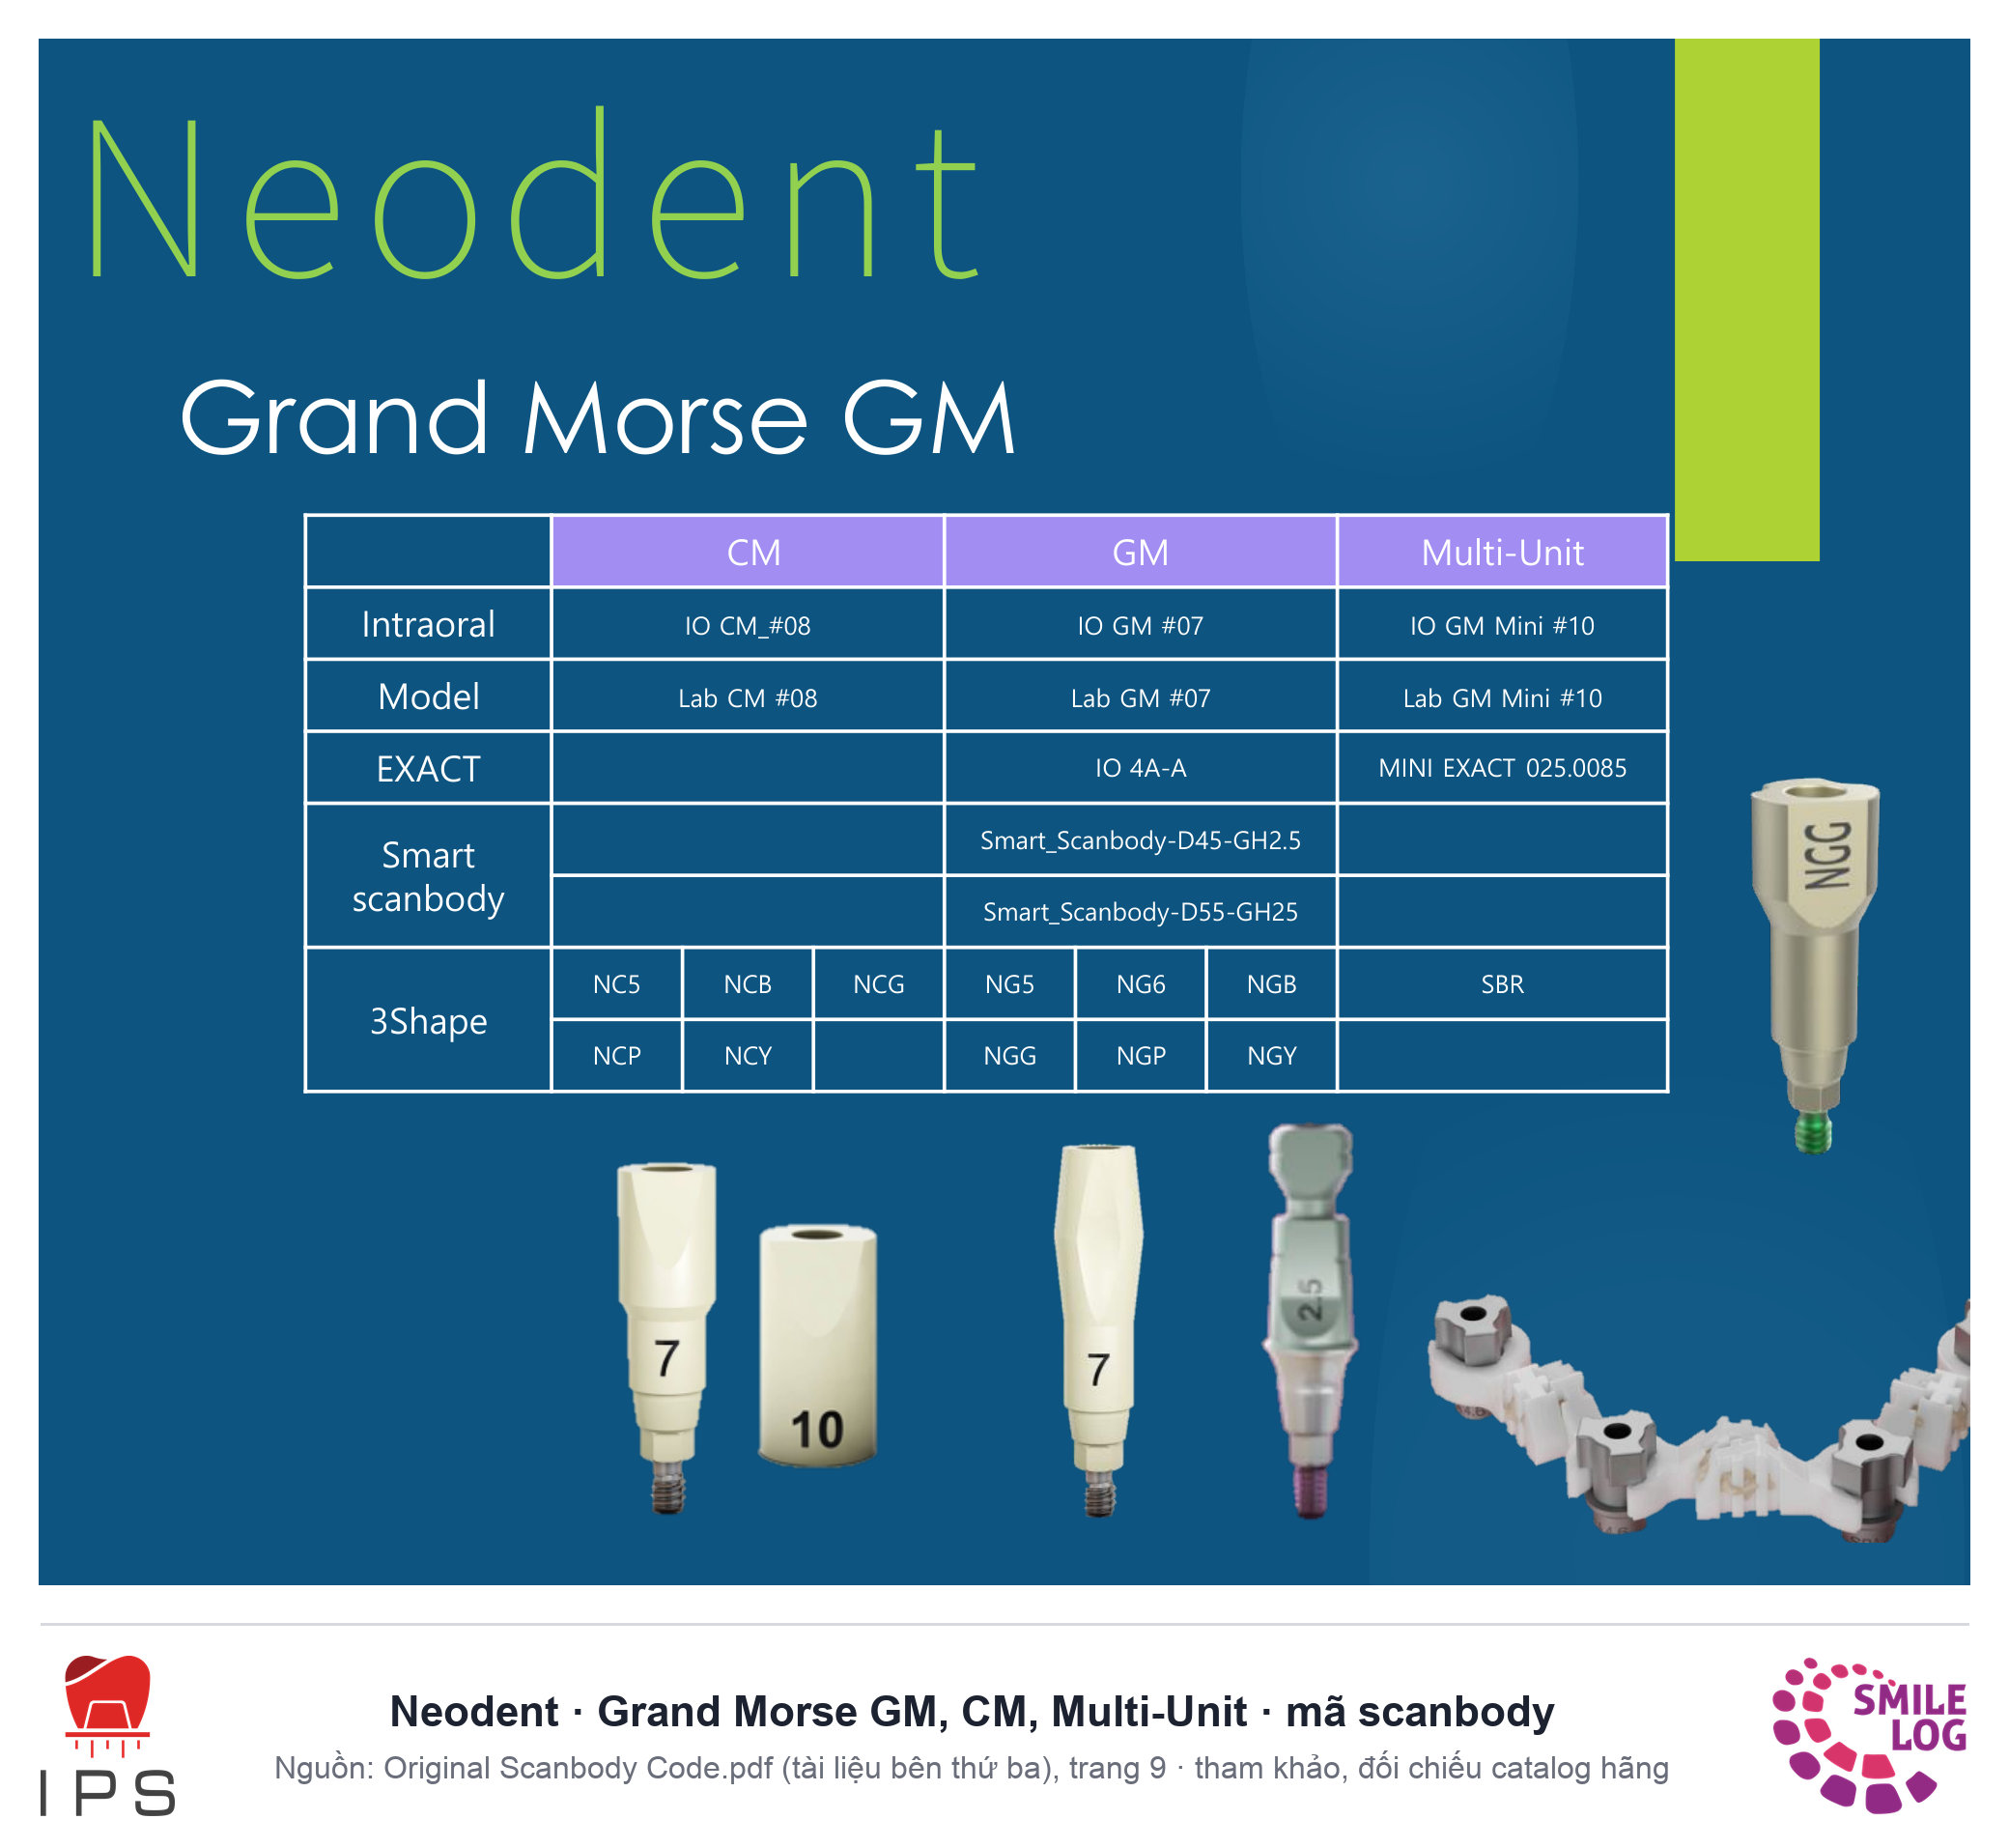 Neodent
Grand Morse GM
CM GM Multi-Unit
Intraoral IO CM_#08 IO GM #07 IO GM Mini #10
Model Lab CM #08 Lab GM #07 Lab GM Mini #10
EXACT IO 4A-A MINI EXACT 025.0085
Smart scanbody Smart_Scanbody-D45-GH2.5
Smart_Scanbody-D55-GH25
3Shape NC5 NCB NCG NG5 NG6 NGB SBR
NCP NCY NGG NGP NGY
NGG
7
10
7
2.5
IPS
Neodent · Grand Morse GM, CM, Multi-Unit · mã scanbody
Nguồn: Original Scanbody Code.pdf (tài liệu bên thứ ba), trang 9 · tham khảo, đối chiếu catalog hãng
SMILE
LOG